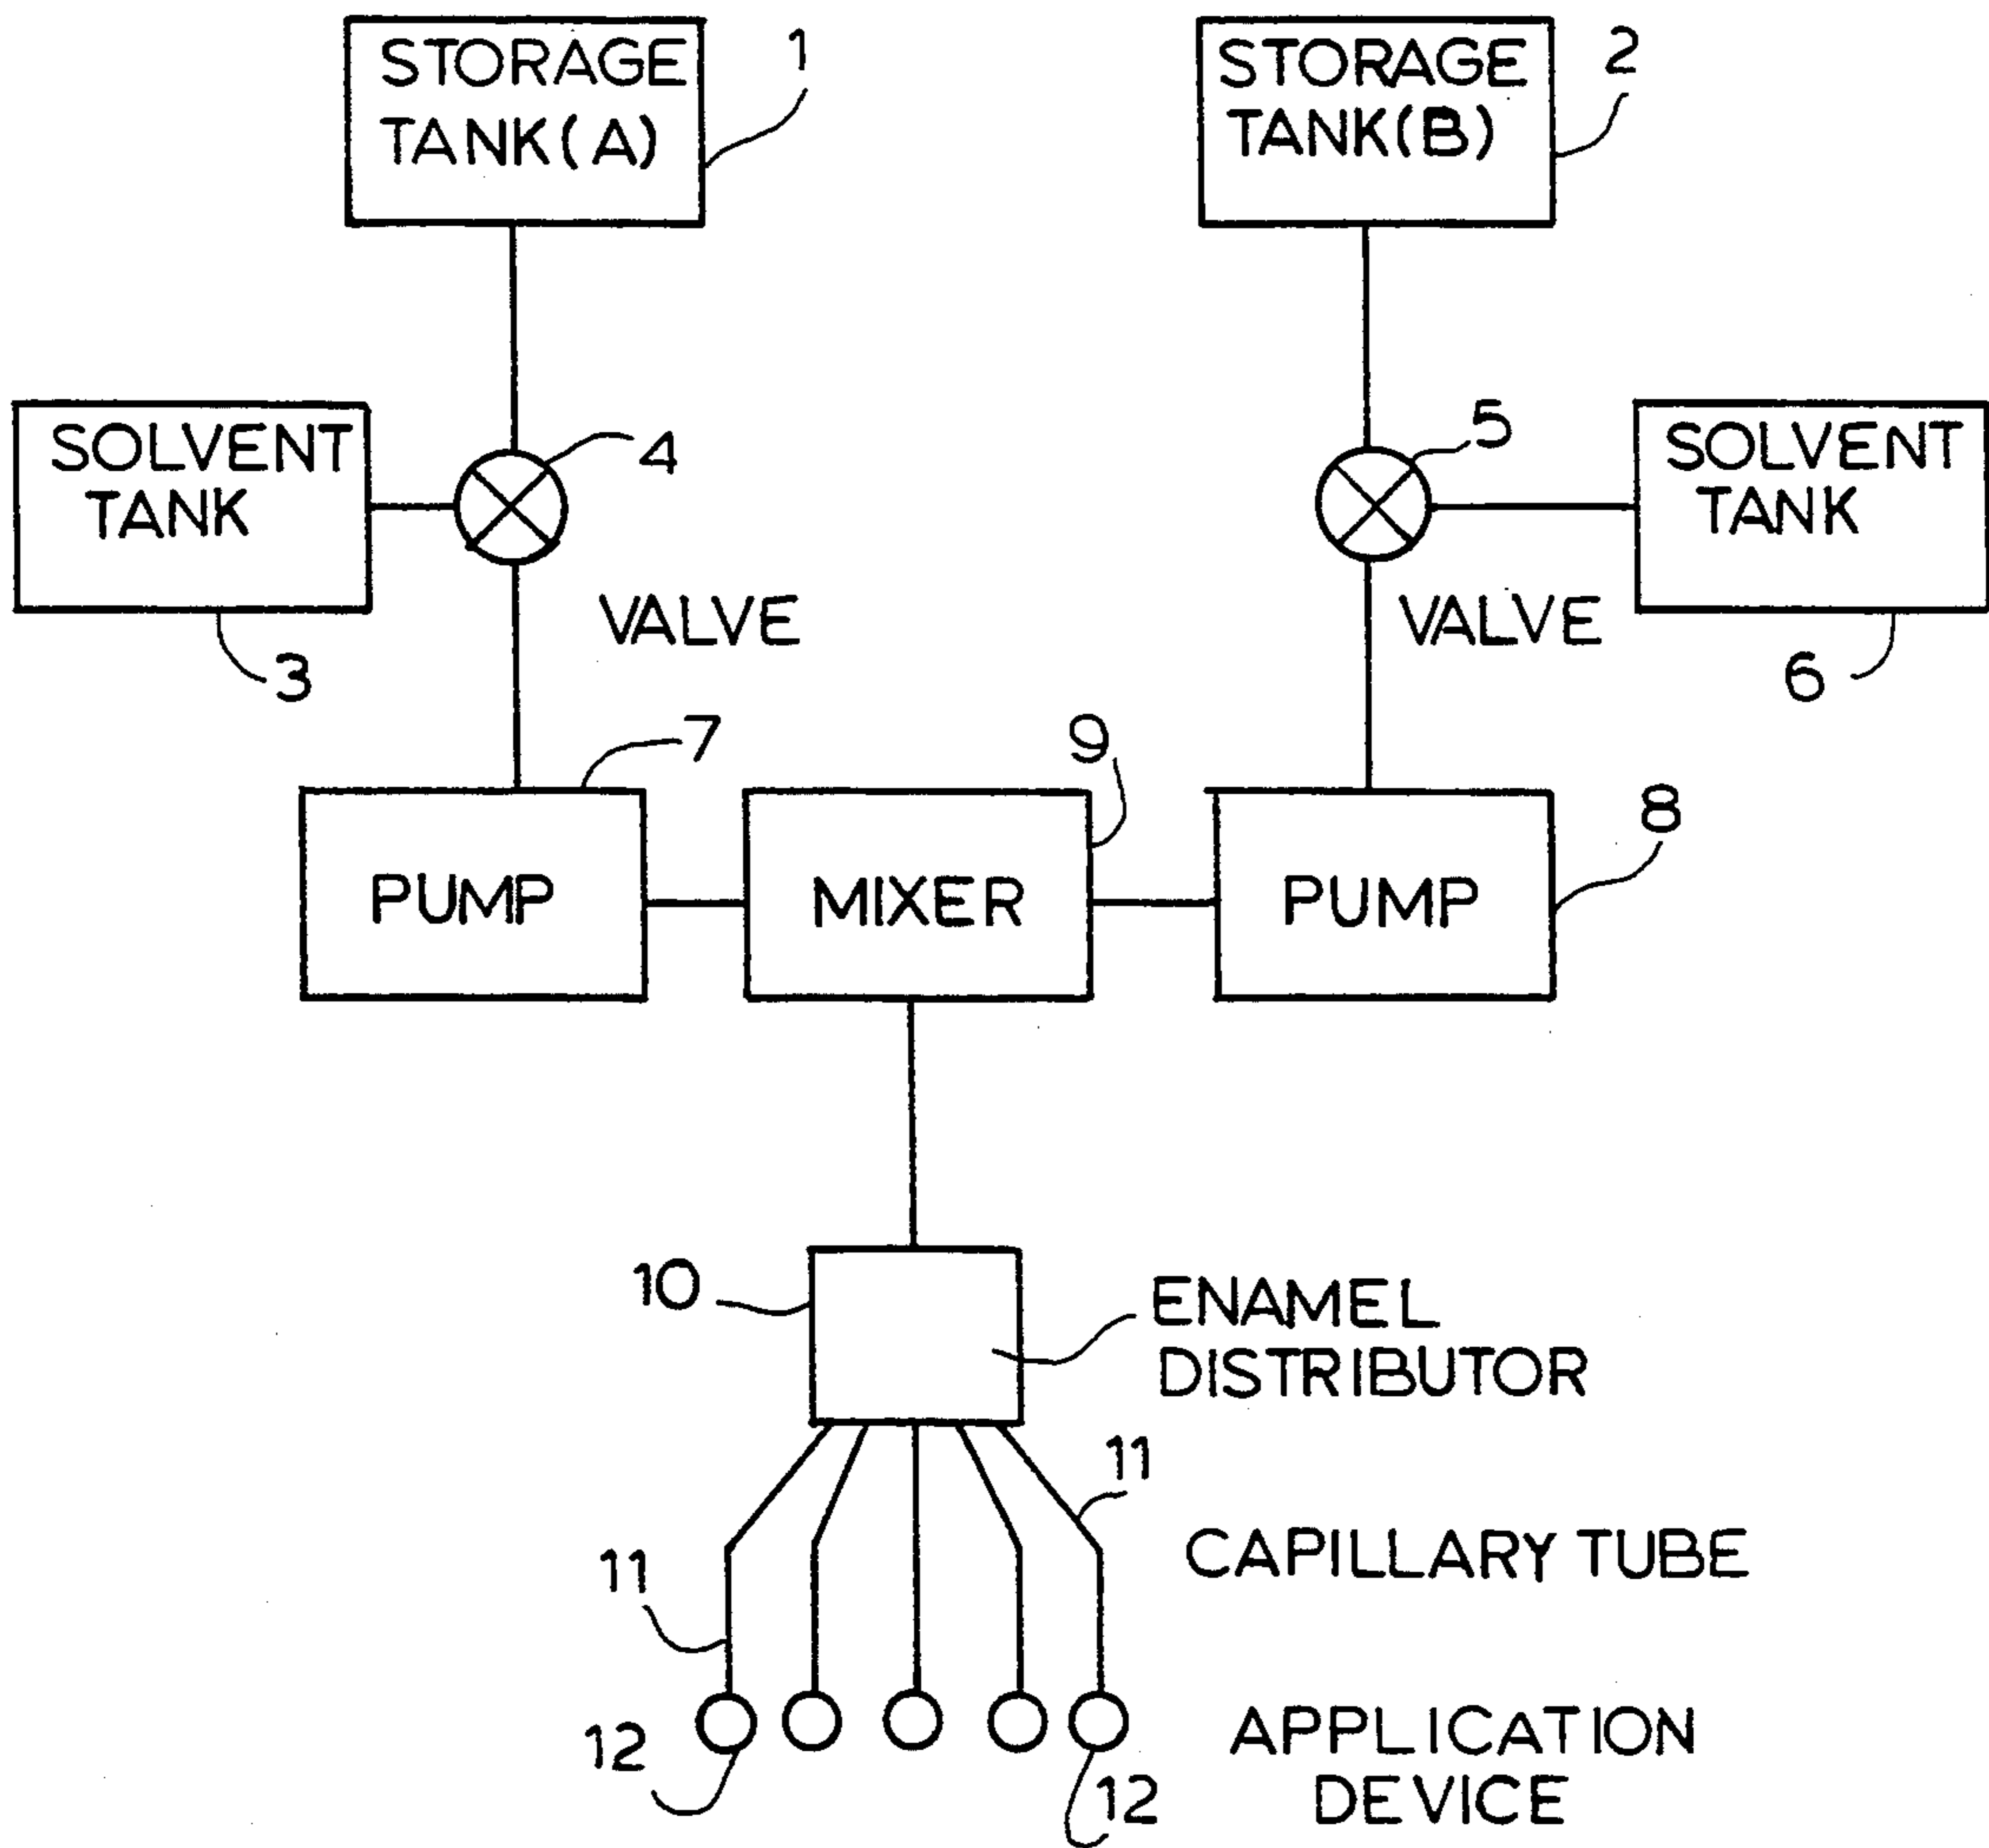 STORAGE
TANK(A)
1
STORAGE
TANK(B)
2
SOLVENT
TANK
3
4
VALVE
5
VALVE
SOLVENT
TANK
6
7
PUMP
9
MIXER
8
PUMP
10
ENAMEL
DISTRIBUTOR
11
CAPILLARY TUBE
11
12
12
APPLICATION
DEVICE